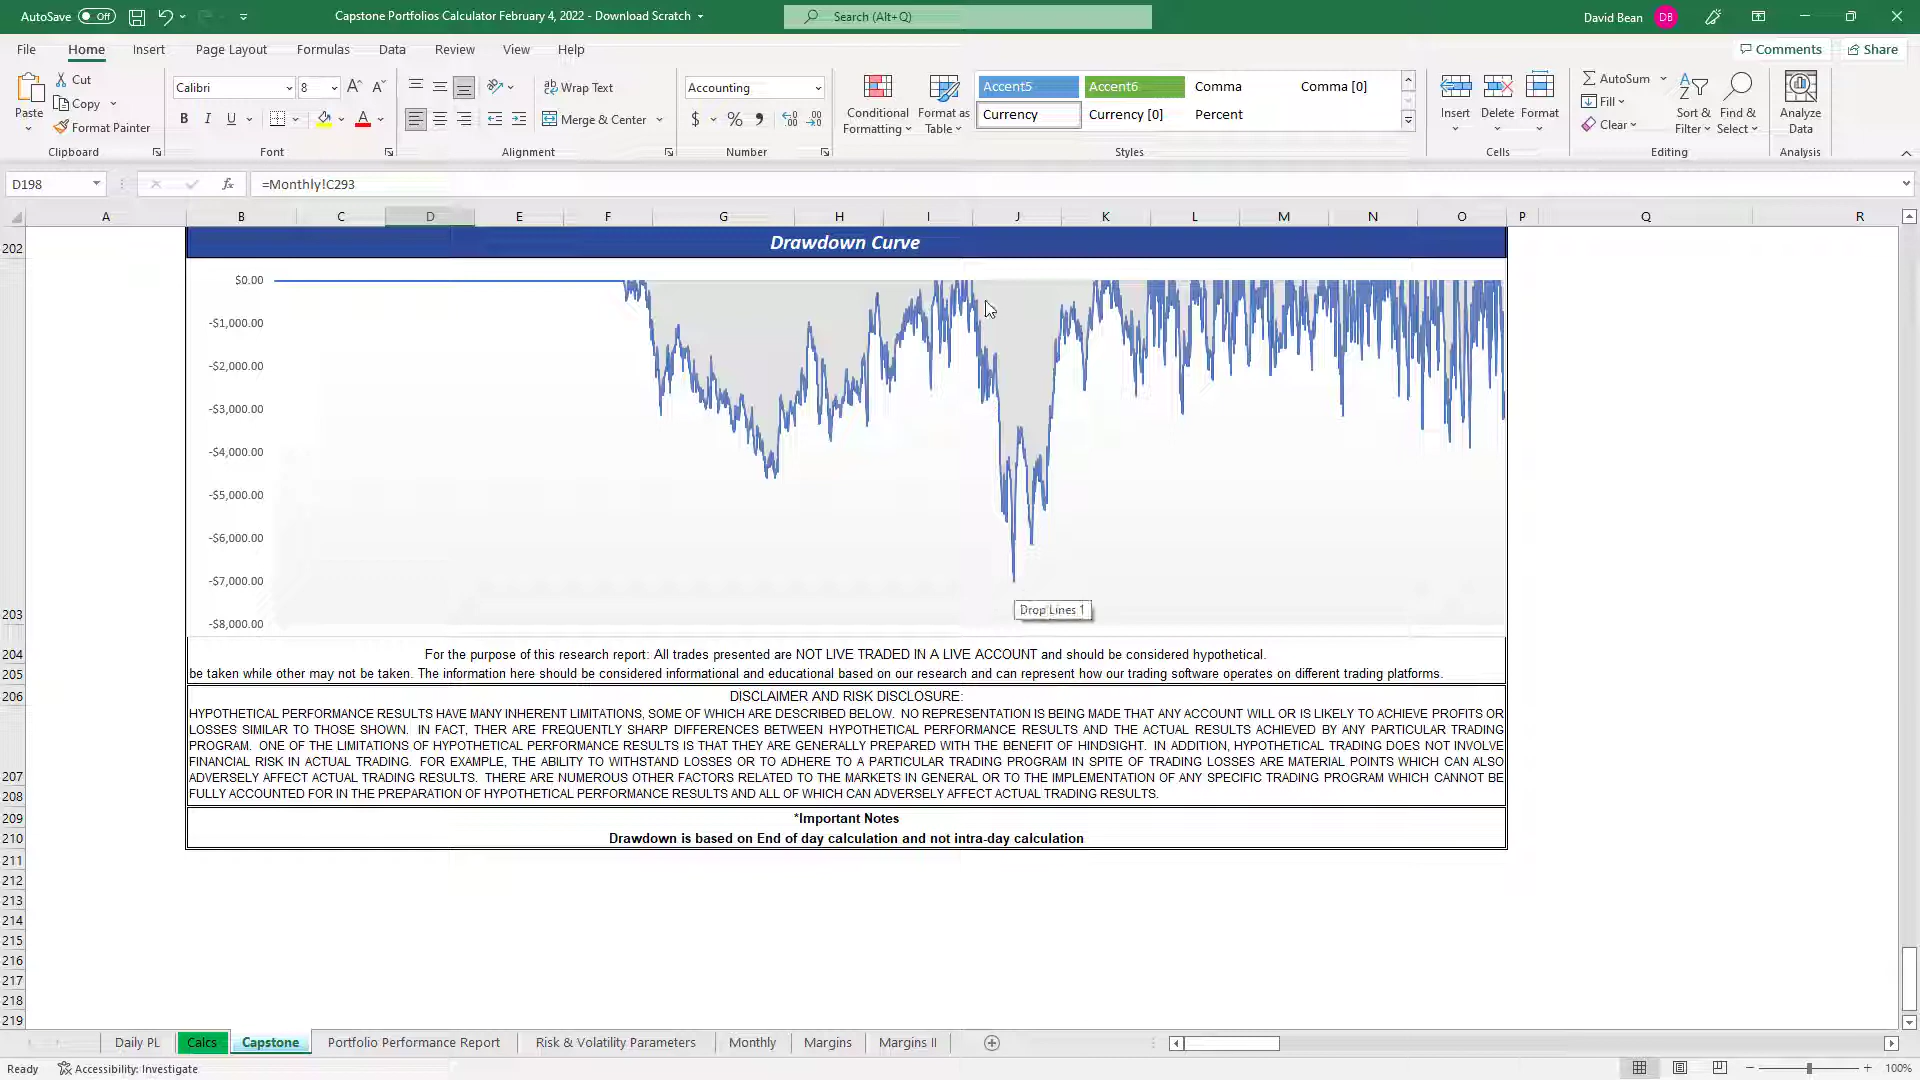 AutoSave Off
Capstone Portfolios Calculator February 4, 2022 - Download Scratch
Search (Alt+Q)
David Bean DB
File Home Insert Page Layout Formulas Data Review View Help
Comments Share
Paste
Cut
Copy
Format Painter
Clipboard
Calibri 8
B I U
Font
Wrap Text
Merge & Center
Alignment
Accounting
$ % 9
Number
Conditional Formatting
Format as Table
Accent5 Accent6 Comma Comma [0]
Currency Currency [0] Percent
Styles
Insert Delete Format
Cells
AutoSum
Fill
Clear
Sort & Filter
Find & Select
Editing
Analyze Data
Analysis
D198
fx
=Monthly!C293
A B C D E F G H I J K L M N O P Q R
202
Drawdown Curve
$0.00
-$1,000.00
-$2,000.00
-$3,000.00
-$4,000.00
-$5,000.00
-$6,000.00
-$7,000.00
-$8,000.00
Drop Lines 1
203
204
For the purpose of this research report: All trades presented are NOT LIVE TRADED IN A LIVE ACCOUNT and should be considered hypothetical.
205
be taken while other may not be taken. The information here should be considered informational and educational based on our research and can represent how our trading software operates on different trading platforms.
206
DISCLAIMER AND RISK DISCLOSURE:
HYPOTHETICAL PERFORMANCE RESULTS HAVE MANY INHERENT LIMITATIONS, SOME OF WHICH ARE DESCRIBED BELOW. NO REPRESENTATION IS BEING MADE THAT ANY ACCOUNT WILL OR IS LIKELY TO ACHIEVE PROFITS OR
LOSSES SIMILAR TO THOSE SHOWN. IN FACT, THER ARE FREQUENTLY SHARP DIFFERENCES BETWEEN HYPOTHETICAL PERFORMANCE RESULTS AND THE ACTUAL RESULTS ACHIEVED BY ANY PARTICULAR TRADING
PROGRAM. ONE OF THE LIMITATIONS OF HYPOTHETICAL PERFORMANCE RESULTS IS THAT THEY ARE GENERALLY PREPARED WITH THE BENEFIT OF HINDSIGHT. IN ADDITION, HYPOTHETICAL TRADING DOES NOT INVOLVE
FINANCIAL RISK IN ACTUAL TRADING. FOR EXAMPLE, THE ABILITY TO WITHSTAND LOSSES OR TO ADHERE TO A PARTICULAR TRADING PROGRAM IN SPITE OF TRADING LOSSES ARE MATERIAL POINTS WHICH CAN ALSO
207
ADVERSELY AFFECT ACTUAL TRADING RESULTS. THERE ARE NUMEROUS OTHER FACTORS RELATED TO THE MARKETS IN GENERAL OR TO THE IMPLEMENTATION OF ANY SPECIFIC TRADING PROGRAM WHICH CANNOT BE
208
FULLY ACCOUNTED FOR IN THE PREPARATION OF HYPOTHETICAL PERFORMANCE RESULTS AND ALL OF WHICH CAN ADVERSELY AFFECT ACTUAL TRADING RESULTS.
209
*Important Notes
210
Drawdown is based on End of day calculation and not intra-day calculation
211
212
213
214
215
216
217
218
219
Daily PL Calcs Capstone Portfolio Performance Report Risk & Volatility Parameters Monthly Margins Margins II
Ready Accessibility: Investigate
100%